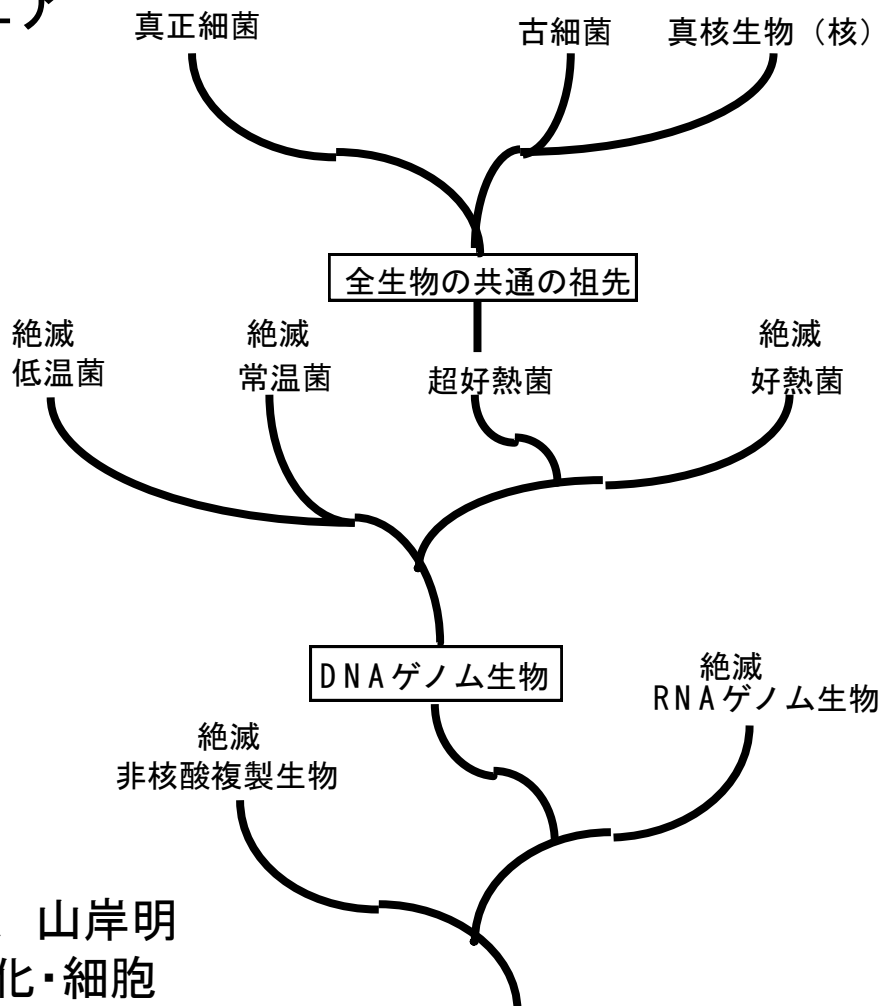 真正細菌
古細菌
真核生物（核）
全生物の共通の祖先
絶滅
低温菌
絶滅
常温菌
超好熱菌
絶滅
好熱菌
DNAゲノム生物
絶滅
RNAゲノム生物
絶滅
非核酸複製生物
山岸明
化・細胞